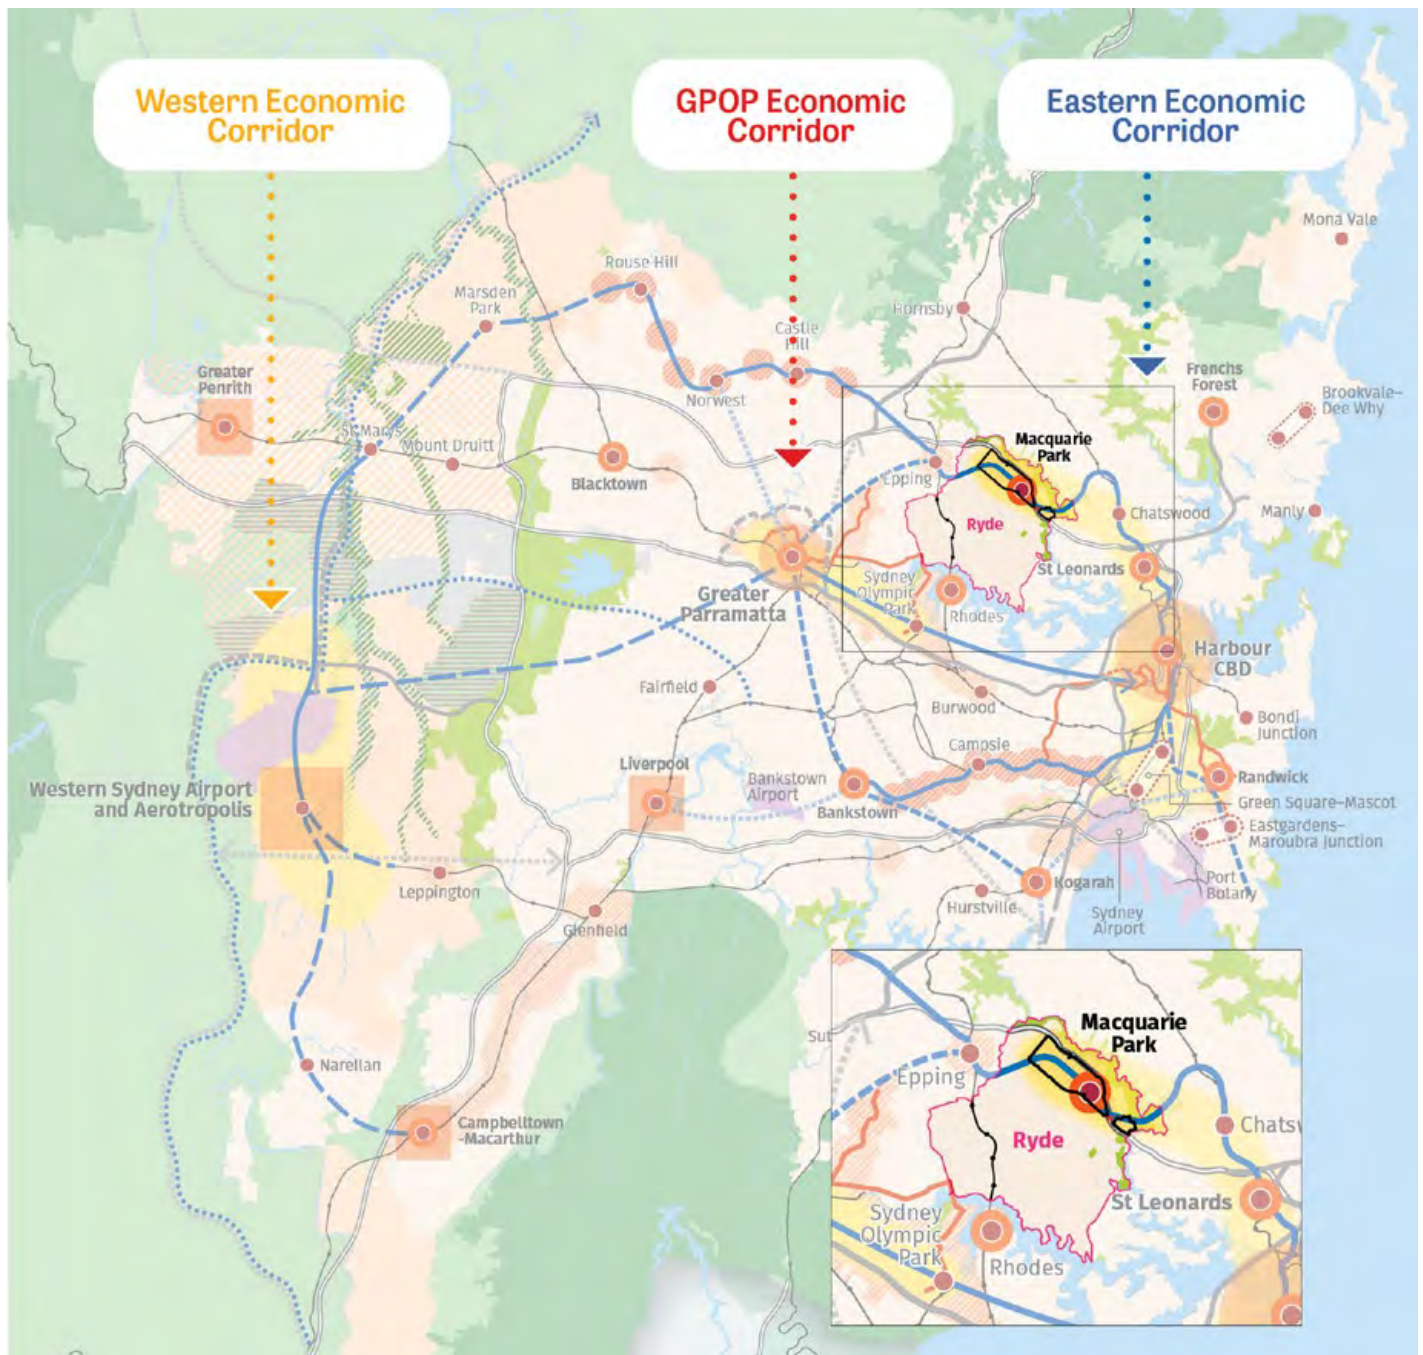 Western Economic
Corridor
GPOP Economic
Corridor
Eastern Economic
Corridor
Mona Vale
Rouse Hill
Marsden
Park
Hornsby
Castle
Hill
Greater
Penrith
Frenchs
Forest
Norwest
Brookvale–
Dee Why
St Marys
Mount Druitt
Macquarie
Park
Epping
Blacktown
Chatswood
Manly
Ryde
St Leonards
Sydney
Olympic
Park
Greater
Parramatta
Rhodes
Harbour
CBD
Fairfield
Burwood
Bondi
Junction
Campsie
Liverpool
Bankstown
Airport
Randwick
Western Sydney Airport
and Aerotropolis
Bankstown
Green Square–Mascot
Eastgardens–
Maroubra Junction
Leppington
Kogarah
Port
Botany
Hurstville
Sydney
Airport
Glenfield
Narellan
Campbelltown
-Macarthur
Macquarie
Park
Sut
Epping
Chatsw
Ryde
St Leonards
Sydney
Olympic
Park
Rhodes